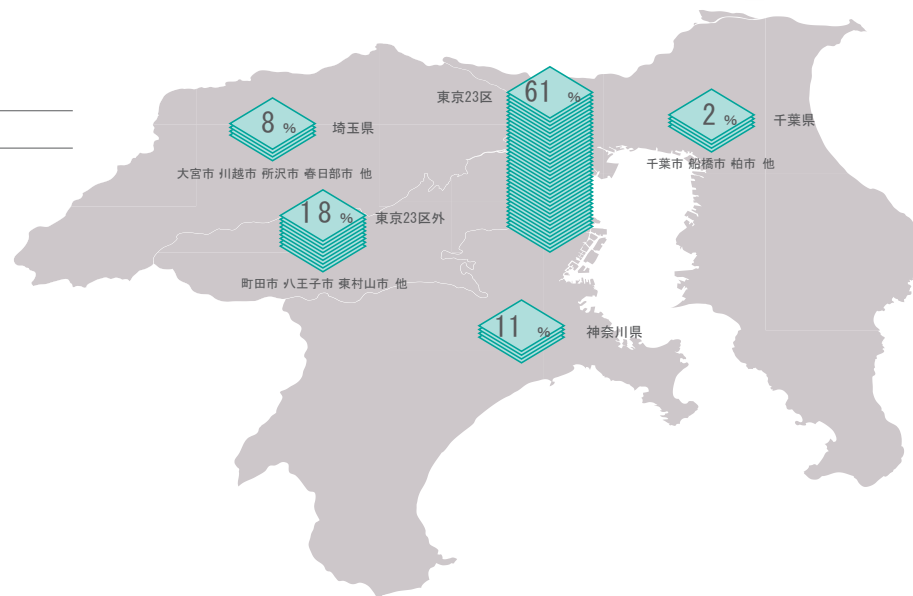 東京23区
61 %
8 %
埼玉県
大宮市 川越市 所沢市 春日部市 他
2 %
千葉県
千葉市 船橋市 柏市 他
18 %
東京23区外
町田市 八王子市 東村山市 他
11 %
神奈川県